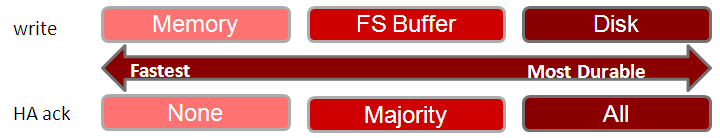 write Memory FS Buffer Disk
Fastest Most Durable
HA ack None Majority All